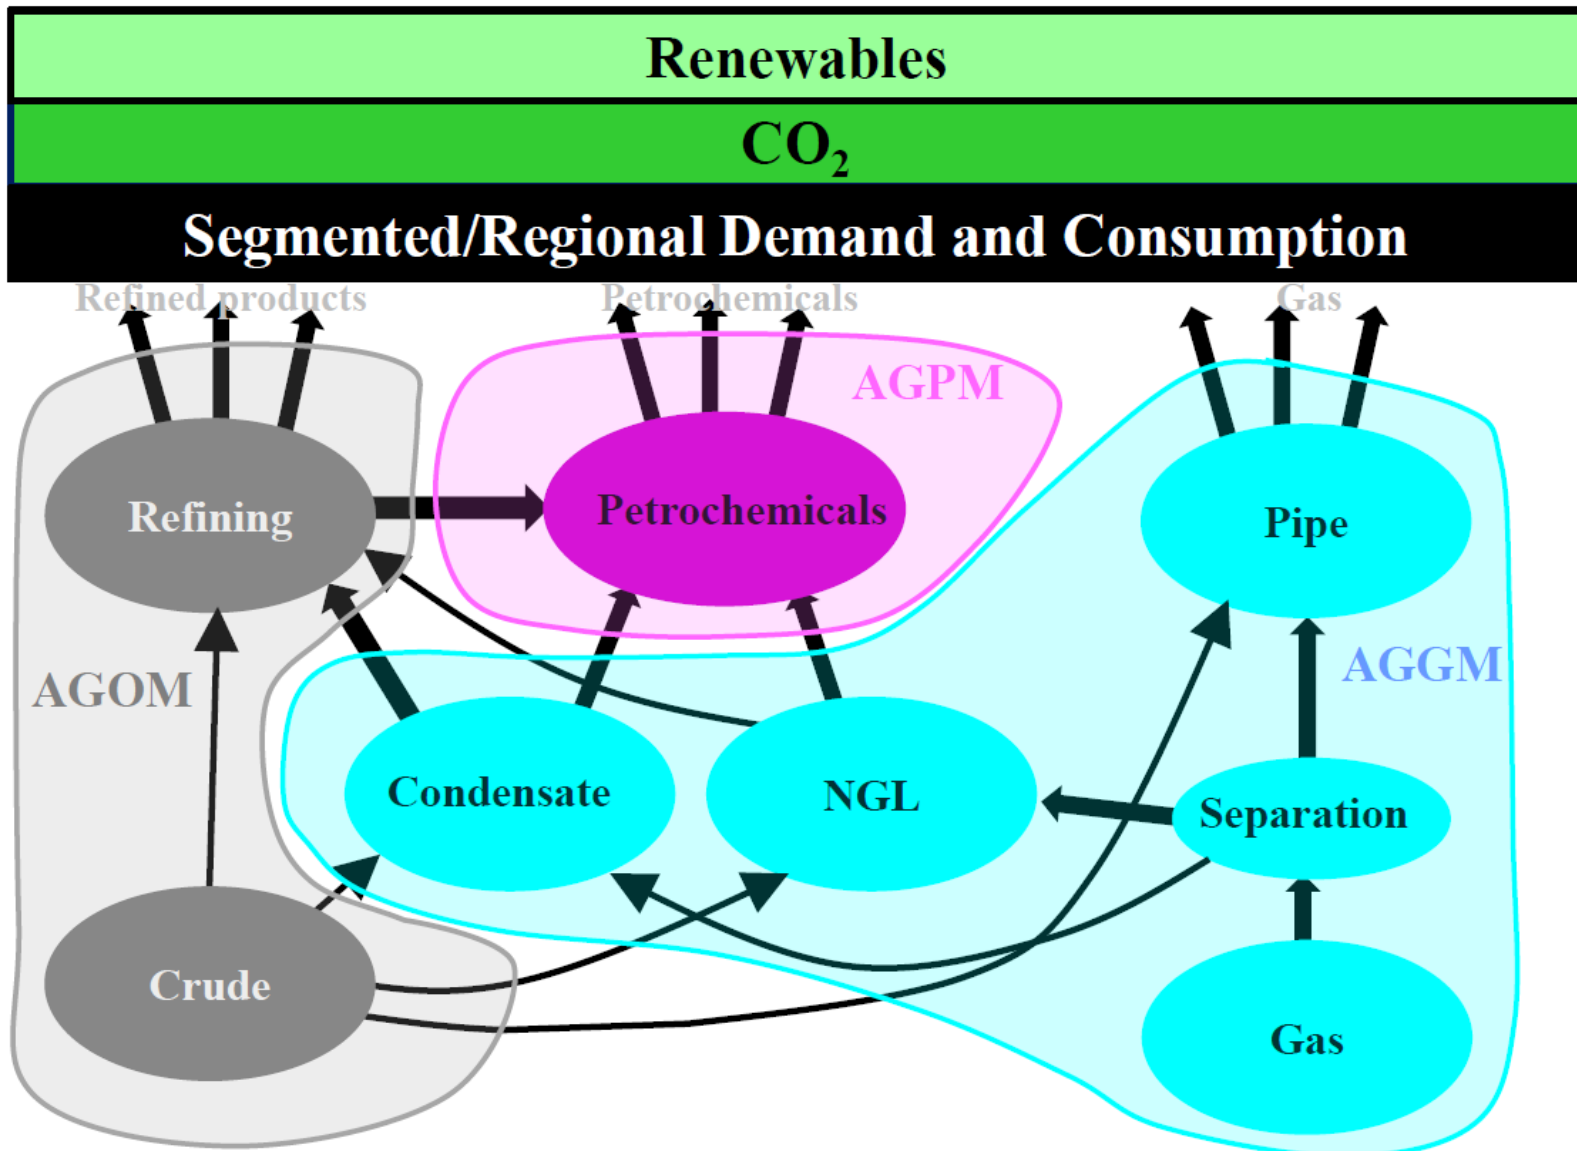 Renewables
CO₂
Segmented/Regional Demand and Consumption
Refined products
Petrochemicals
Gas
AGPM
Refining
Petrochemicals
Pipe
AGOM
AGGM
Condensate
NGL
Separation
Crude
Gas